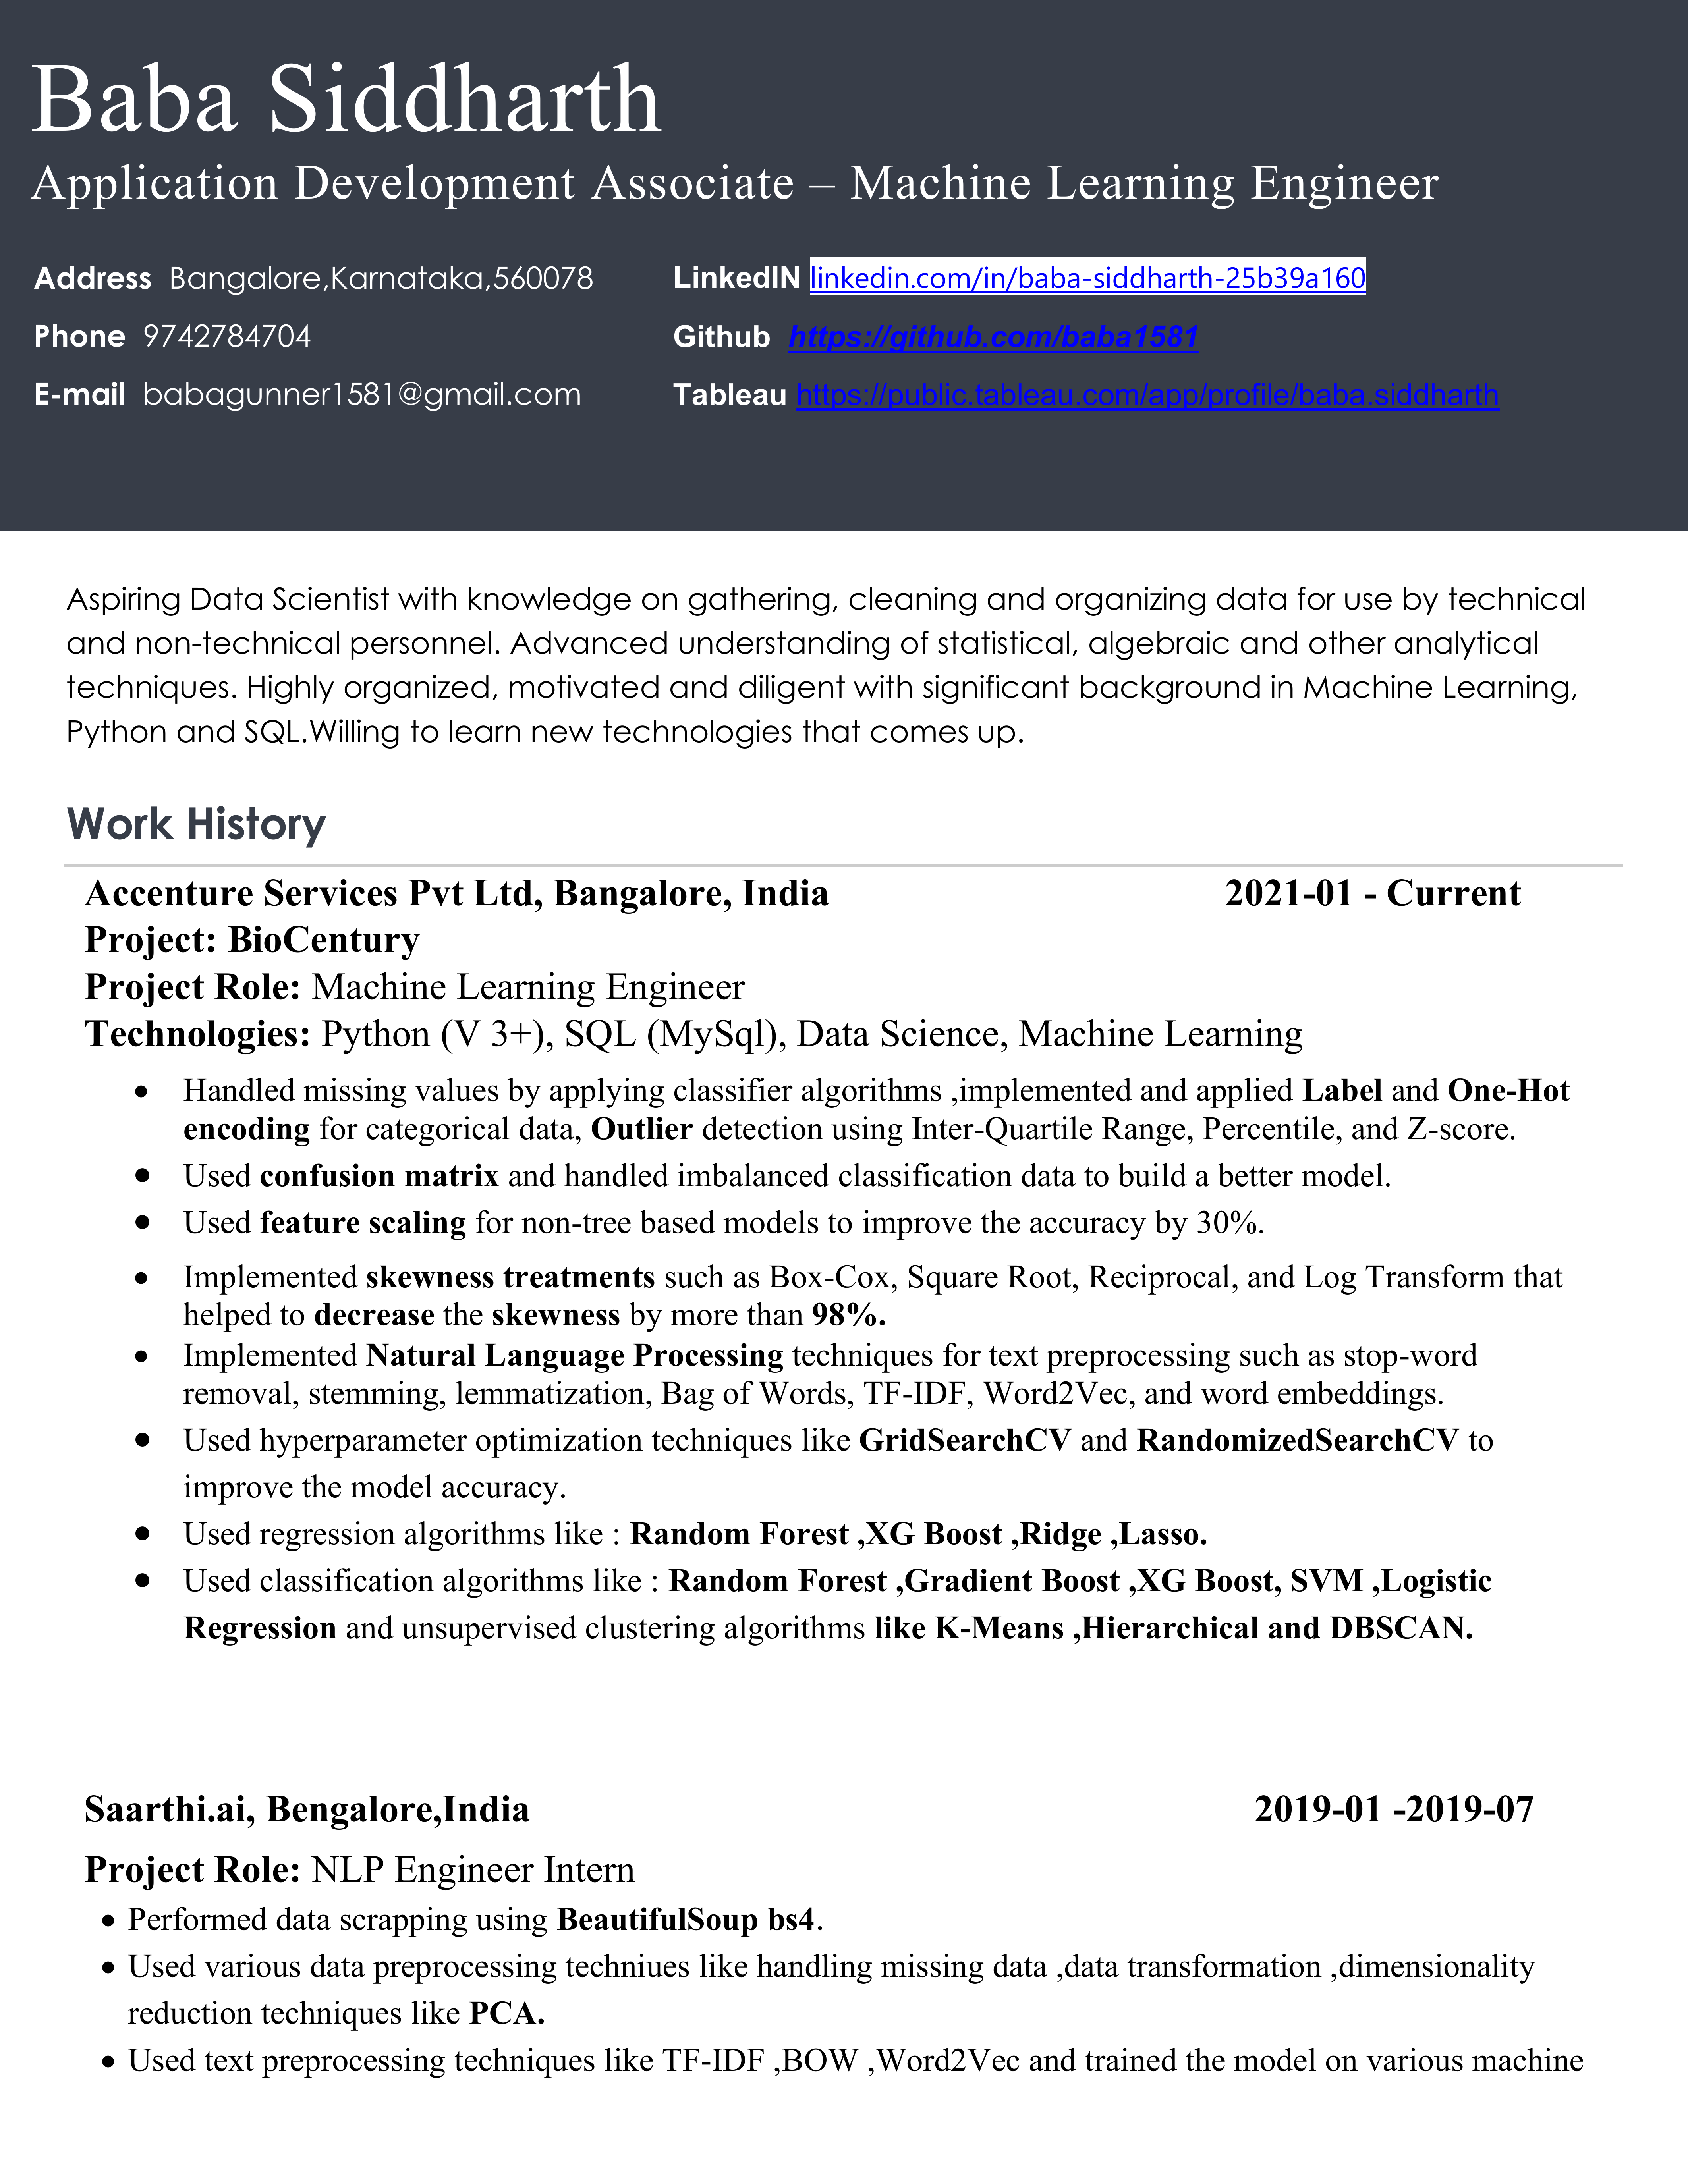 Baba Siddharth
Application Development Associate – Machine Learning Engineer
Address Bangalore,Karnataka,560078
Phone 9742784704
E-mail babagunner1581@gmail.com
LinkedIN linkedin.com/in/baba-siddharth-25b39a160
Github https://github.com/baba1581
Tableau https://public.tableau.com/app/profile/baba.siddharth
Aspiring Data Scientist with knowledge on gathering, cleaning and organizing data for use by technical
and non-technical personnel. Advanced understanding of statistical, algebraic and other analytical
techniques. Highly organized, motivated and diligent with significant background in Machine Learning,
Python and SQL.Willing to learn new technologies that comes up.
Work History
Accenture Services Pvt Ltd, Bangalore, India 2021-01 - Current
Project: BioCentury
Project Role: Machine Learning Engineer
Technologies: Python (V 3+), SQL (MySql), Data Science, Machine Learning
• Handled missing values by applying classifier algorithms ,implemented and applied Label and One-Hot
encoding for categorical data, Outlier detection using Inter-Quartile Range, Percentile, and Z-score.
• Used confusion matrix and handled imbalanced classification data to build a better model.
• Used feature scaling for non-tree based models to improve the accuracy by 30%.
• Implemented skewness treatments such as Box-Cox, Square Root, Reciprocal, and Log Transform that
helped to decrease the skewness by more than 98%.
• Implemented Natural Language Processing techniques for text preprocessing such as stop-word
removal, stemming, lemmatization, Bag of Words, TF-IDF, Word2Vec, and word embeddings.
• Used hyperparameter optimization techniques like GridSearchCV and RandomizedSearchCV to
improve the model accuracy.
• Used regression algorithms like : Random Forest ,XG Boost ,Ridge ,Lasso.
• Used classification algorithms like : Random Forest ,Gradient Boost ,XG Boost, SVM ,Logistic
Regression and unsupervised clustering algorithms like K-Means ,Hierarchical and DBSCAN.
Saarthi.ai, Bengalore,India 2019-01 -2019-07
Project Role: NLP Engineer Intern
• Performed data scrapping using BeautifulSoup bs4.
• Used various data preprocessing techniues like handling missing data ,data transformation ,dimensionality
reduction techniques like PCA.
• Used text preprocessing techniques like TF-IDF ,BOW ,Word2Vec and trained the model on various machine